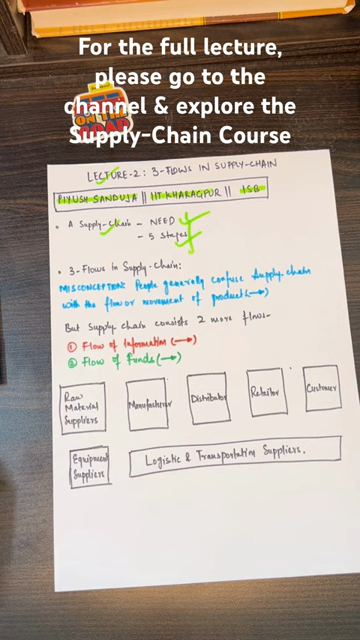 For the full lecture,
please go to the
channel & explore the
Supply-Chain Course
ON THE
LECTURE-2: 3-FLOWS IN SUPPLY-CHAIN
PIYUSH SANDUJA || IIT KHARAGPUR || ISB
• A Supply-Chain - NEED
- 5 Stages
• 3-Flows in Supply-Chain:
MISCONCEPTION: People generally confuse Supply-chain
with the flow or movement of products(→)
But Supply chain consists 2 more flows-
① Flow of Information (→)
② Flow of Funds (→)
Raw Material Suppliers Manufacturer Distributor Retailor Customer
Equipment Suppliers Logistic & Transportation Suppliers.